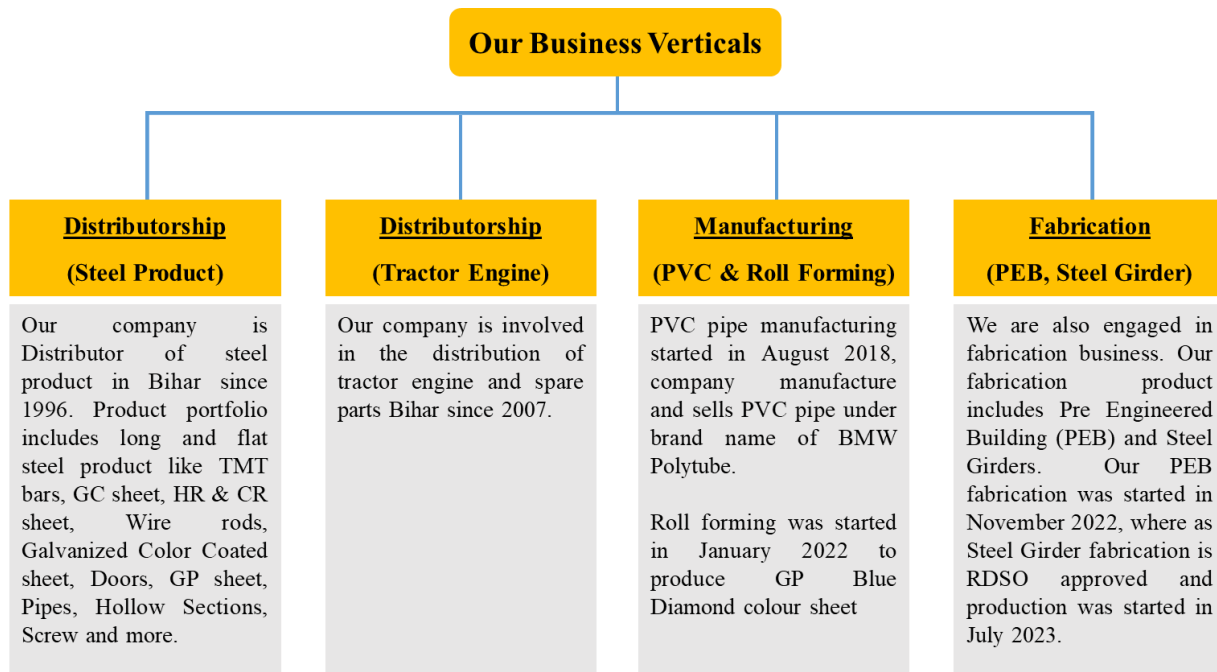 Our Business Verticals
Distributorship
(Steel Product)
Our company is
Distributor of steel
product in Bihar since
1996. Product portfolio
includes long and flat
steel product like TMT
bars, GC sheet, HR & CR
sheet, Wire rods,
Galvanized Color Coated
sheet, Doors, GP sheet,
Pipes, Hollow Sections,
Screw and more.
Distributorship
(Tractor Engine)
Our company is involved
in the distribution of
tractor engine and spare
parts Bihar since 2007.
Manufacturing
(PVC & Roll Forming)
PVC pipe manufacturing
started in August 2018,
company manufacture
and sells PVC pipe under
brand name of BMW
Polytube.
Roll forming was started
in January 2022 to
produce GP Blue
Diamond colour sheet
Fabrication
(PEB, Steel Girder)
We are also engaged in
fabrication business. Our
fabrication product
includes Pre Engineered
Building (PEB) and Steel
Girders. Our PEB
fabrication was started in
November 2022, where as
Steel Girder fabrication is
RDSO approved and
production was started in
July 2023.